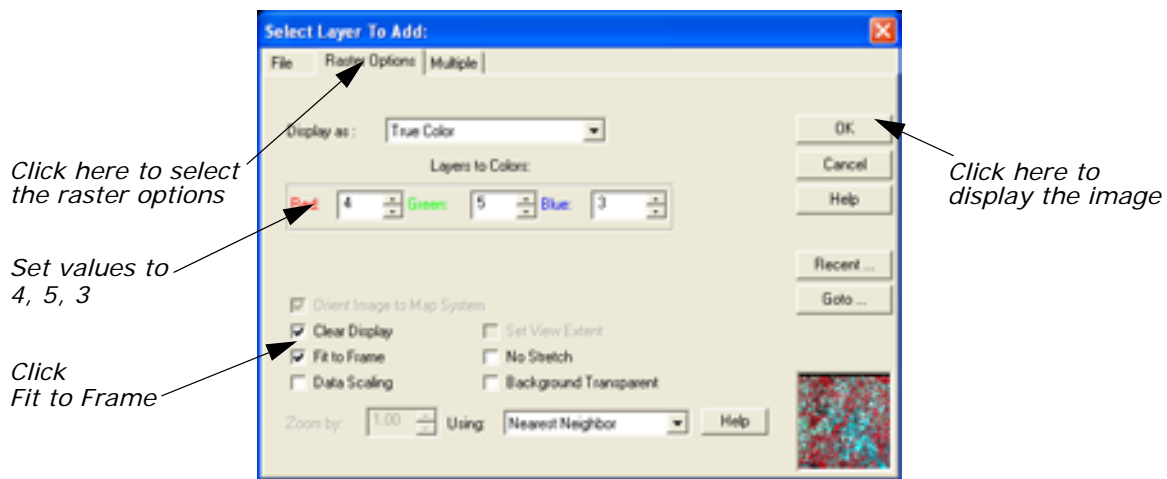 Select Layer To Add:
File Raster Options Multiple
Display as : True Color
OK
Layers to Colors:
Cancel
Red: 4 Green: 5 Blue: 3
Help
Recent ...
Goto ...
Orient Image to Map System
Clear Display Set View Extent
Fit to Frame No Stretch
Data Scaling Background Transparent
Zoom by: 1.00 Using: Nearest Neighbor Help
Click here to select
the raster options
Set values to
4, 5, 3
Click
Fit to Frame
Click here to
display the image